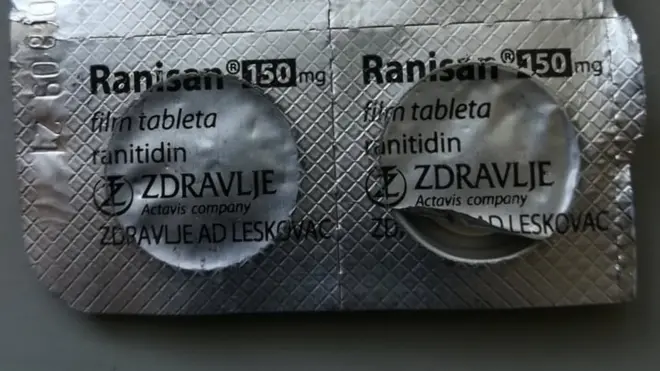 Ranisan® 150 mg
film tableta
ranitidin
ZDRAVLJE
Actavis company
ZDRAVLJE AD LESKOVAC
Ranisan® 150 mg
film tableta
ranitidin
ZDRAVLJE
Actavis company
AD LESKOVAC